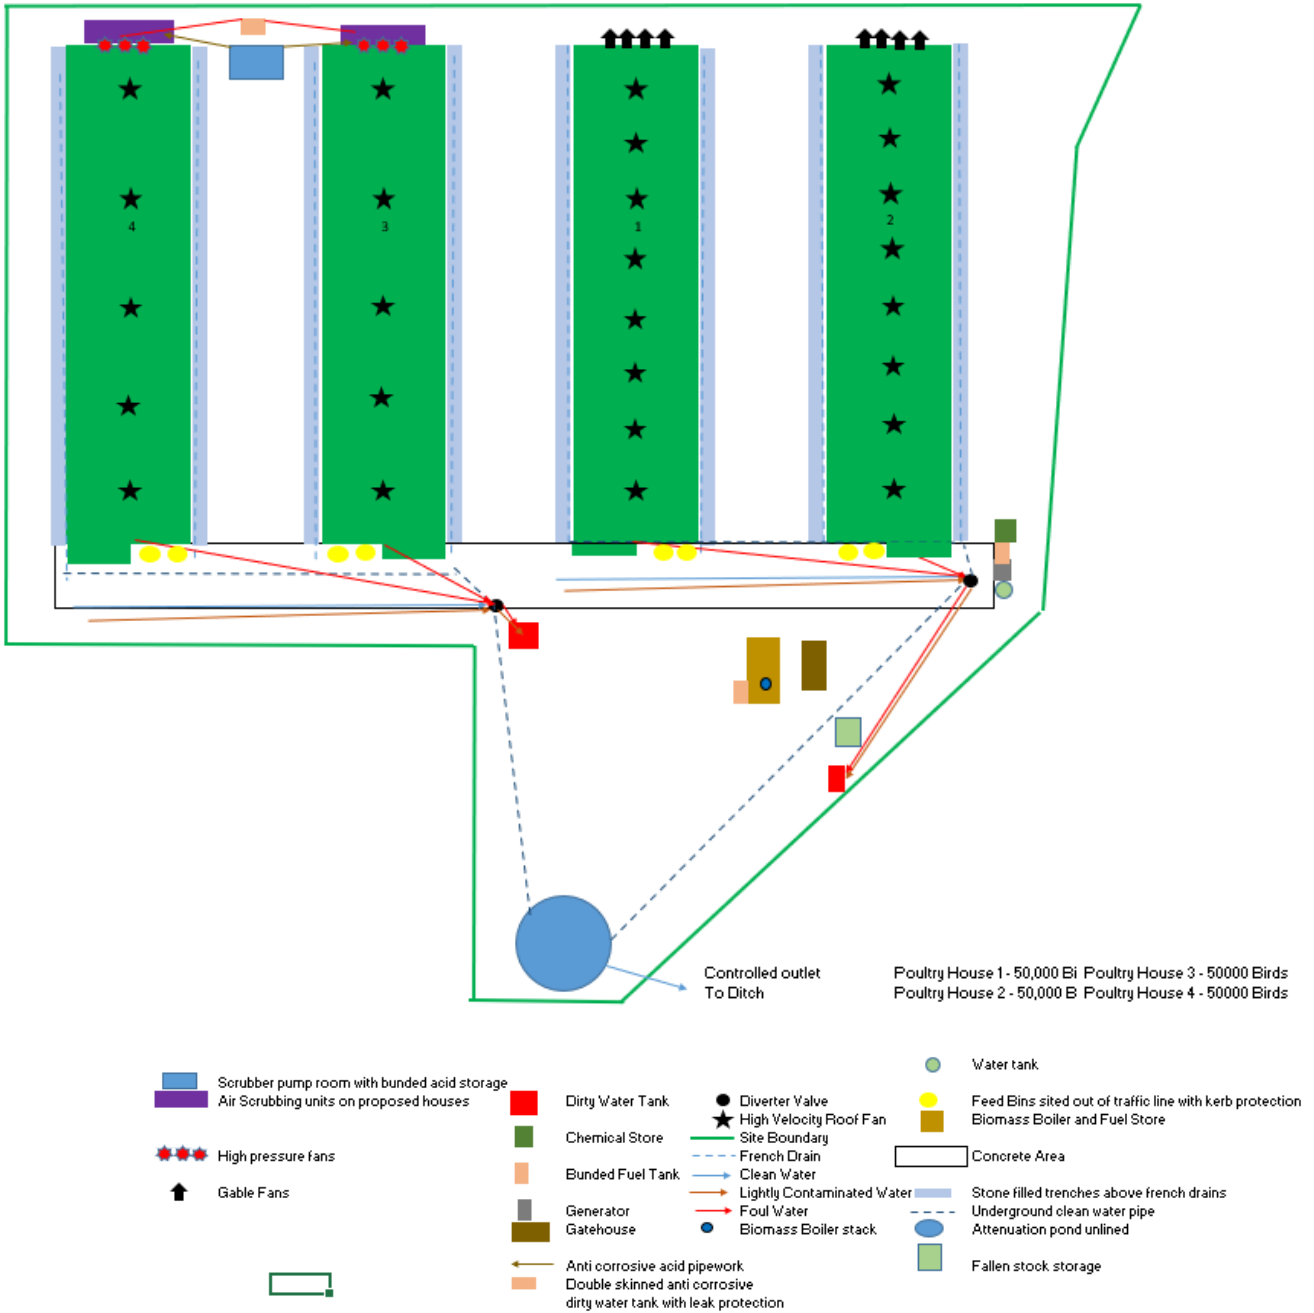 4
3
1
2
Controlled outlet
To Ditch
Poultry House 1 - 50,000 Bi Poultry House 3 - 50000 Birds
Poultry House 2 - 50,000 B Poultry House 4 - 50000 Birds
Scrubber pump room with bunded acid storage
Air Scrubbing units on proposed houses
High pressure fans
Gable Fans
Dirty Water Tank
Chemical Store
Bunded Fuel Tank
Generator
Gatehouse
Anti corrosive acid pipework
Double skinned anti corrosive
dirty water tank with leak protection
Diverter Valve
High Velocity Roof Fan
Site Boundary
French Drain
Clean Water
Lightly Contaminated Water
Foul Water
Biomass Boiler stack
Water tank
Feed Bins sited out of traffic line with kerb protection
Biomass Boiler and Fuel Store
Concrete Area
Stone filled trenches above french drains
Underground clean water pipe
Attenuation pond unlined
Fallen stock storage